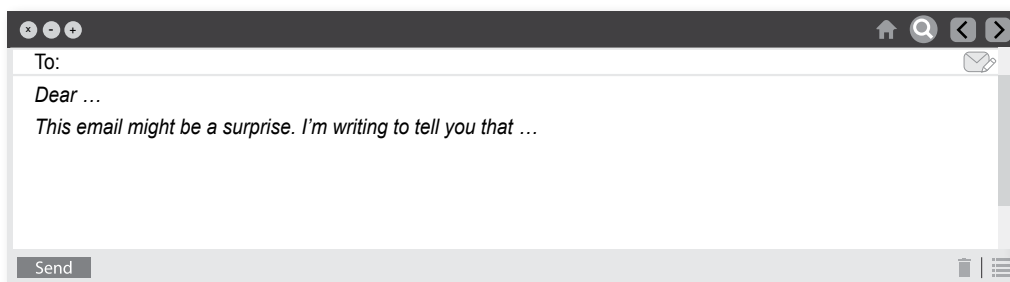 x - +
To:
Dear …
This email might be a surprise. I’m writing to tell you that …
Send